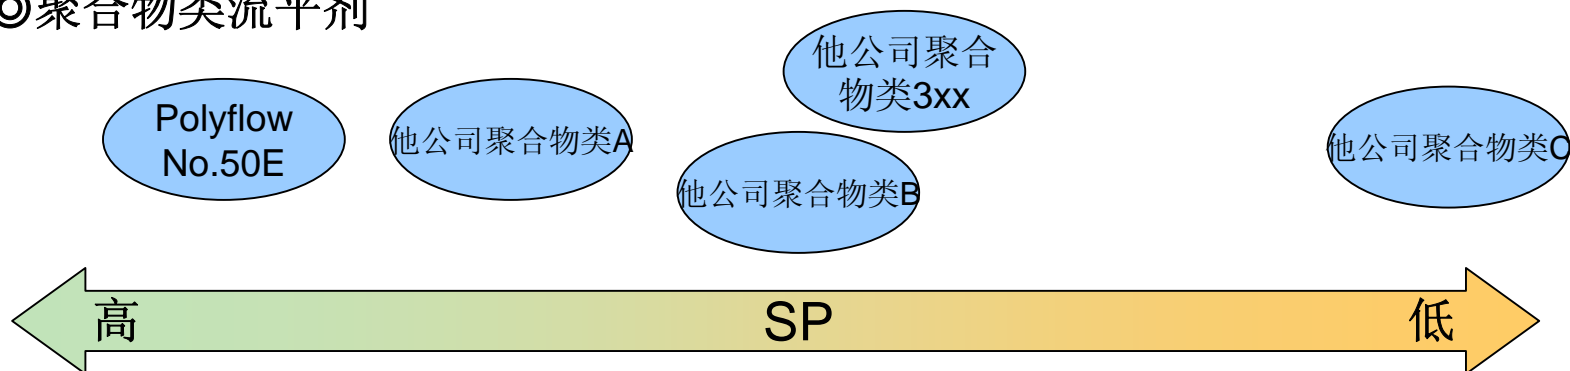 ◎聚合物类流平剂
他公司聚合
物类3xx
Polyflow
No.50E
他公司聚合物类A
他公司聚合物类B
他公司聚合物类C
高
SP
低